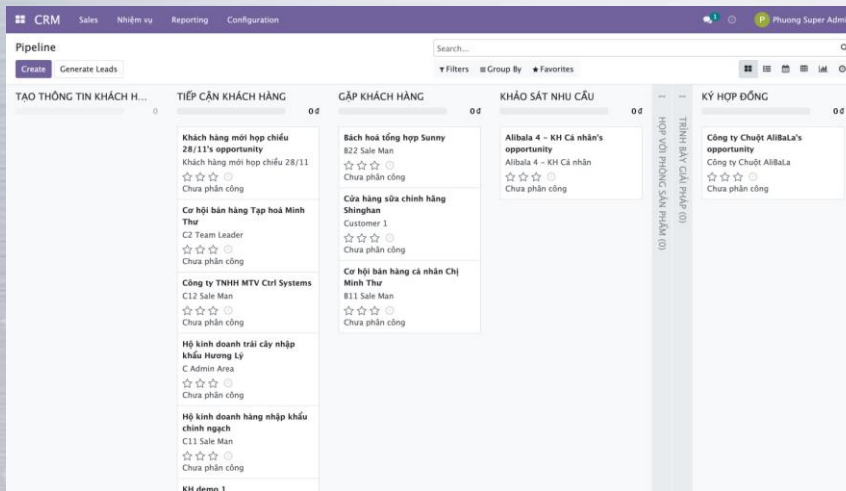 CRM Sales Nhiệm vụ Reporting Configuration 1 P Phuong Super Admi
Pipeline
Search...
Create Generate Leads
Filters Group By Favorites
TẠO THÔNG TIN KHÁCH H...
0
TIẾP CẬN KHÁCH HÀNG
0 đ
Khách hàng mới họp chiều
28/11's opportunity
Khách hàng mới họp chiều 28/11
Chưa phân công
Cơ hội bán hàng Tạp hoá Minh
Thư
C2 Team Leader
Chưa phân công
Công ty TNHH MTV Ctrl Systems
C12 Sale Man
Chưa phân công
Hộ kinh doanh trái cây nhập
khẩu Hương Lý
C Admin Area
Chưa phân công
Hộ kinh doanh hàng nhập khẩu
chính ngạch
C11 Sale Man
Chưa phân công
KH demo 1
GẶP KHÁCH HÀNG
0 đ
Bách hoá tổng hợp Sunny
B22 Sale Man
Chưa phân công
Cửa hàng sữa chính hãng
Shinghan
Customer 1
Chưa phân công
Cơ hội bán hàng cá nhân Chị
Minh Thư
B11 Sale Man
Chưa phân công
KHẢO SÁT NHU CẦU
0 đ
Alibala 4 - KH Cá nhân's
opportunity
Alibala 4 - KH Cá nhân
Chưa phân công
HỌP VỚI PHÒNG SẢN PHẨM (0)
TRÌNH BÀY GIẢI PHÁP (0)
KÝ HỢP ĐỒNG
0 đ
Công ty Chuột AliBaLa's
opportunity
Công ty Chuột AliBaLa
Chưa phân công